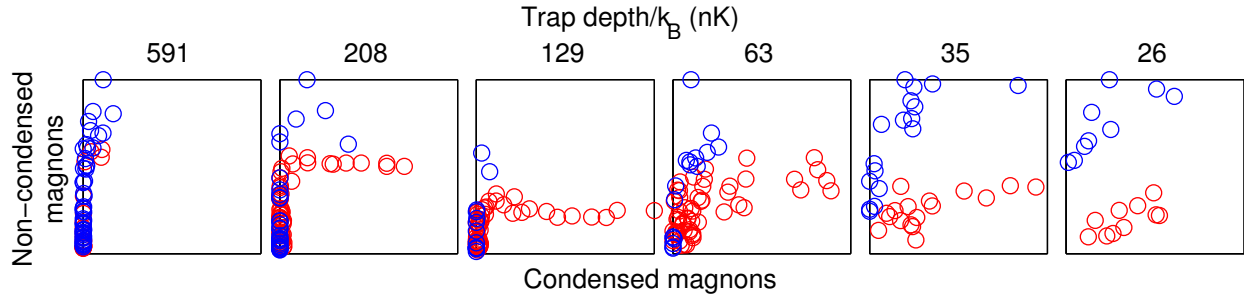 Trap depth/k_B (nK)
591 208 129 63 35 26
Non−condensed
magnons
Condensed magnons